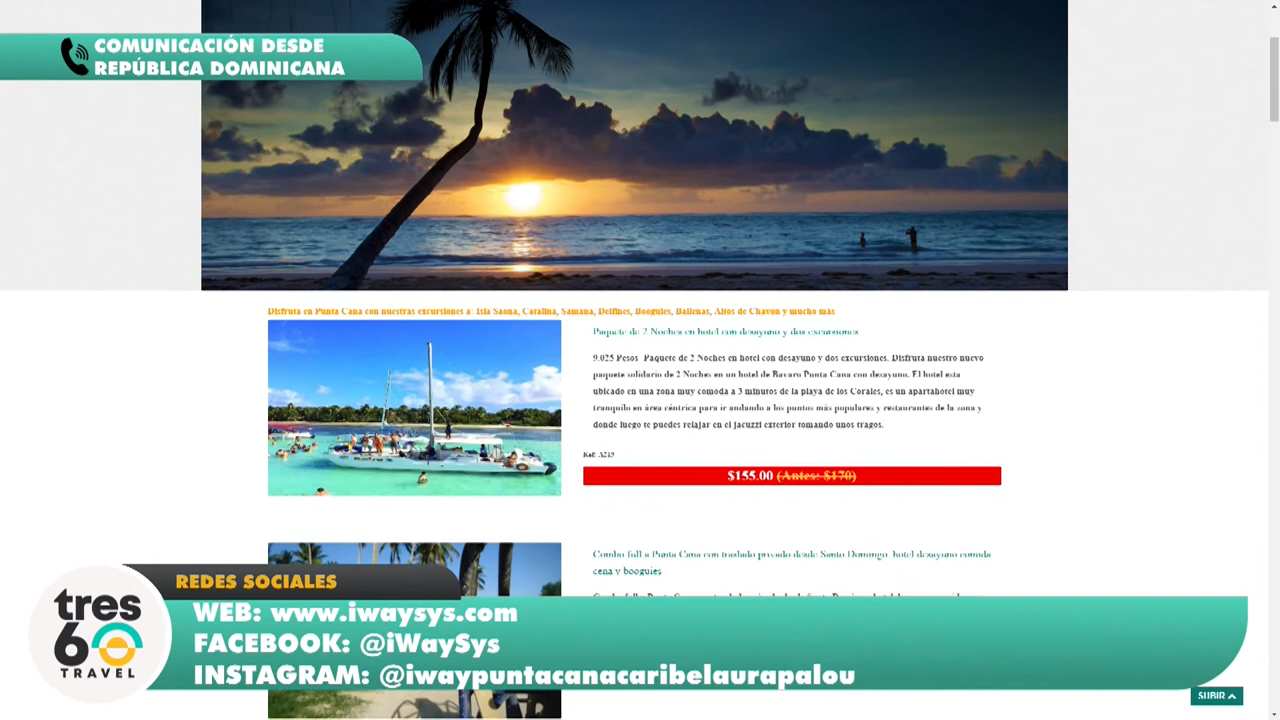 COMUNICACIÓN DESDE
REPÚBLICA DOMINICANA
Disfruta en Punta Cana con nuestras excursiones a: Isla Saona, Catalina, Samana, Delfines, Booguies, Ballenas, Altos de Chavon y mucho más
Paquete de 2 Noches en hotel con desayuno y dos excursiones
9.025 Pesos Paquete de 2 Noches en hotel con desayuno y dos excursiones. Disfruta nuestro nuevo
paquete solidario de 2 Noches en un hotel de Bavaro Punta Cana con desayuno. El hotel esta
ubicado en una zona muy comoda a 3 minutos de la playa de los Corales, es un apartahotel muy
tranquilo en área céntrica para ir andando a los puntos más populares y restaurantes de la zona y
donde luego te puedes relajar en el jacuzzi exterior tomando unos tragos.
Ref: A219
$155.00 (Antes: $170)
Combo full a Punta Cana con traslado privado desde Santo Domingo hotel desayuno comida
cena y booguies
REDES SOCIALES
tres
60
TRAVEL
WEB: www.iwaysys.com
FACEBOOK: @iWaySys
INSTAGRAM: @iwaypuntacanacaribelaurapalou
SUBIR